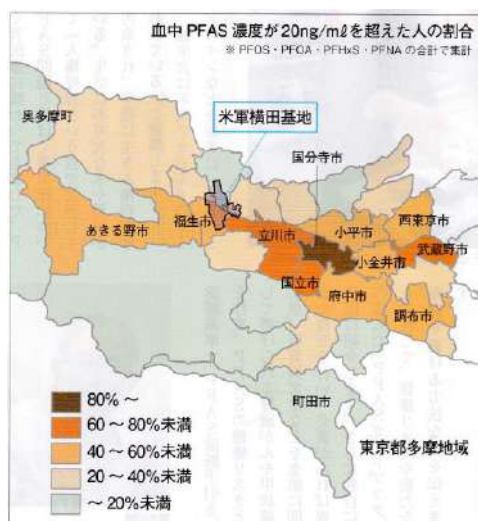 血中PFAS濃度が20ng/mℓを超えた人の割合
※ PFOS・PFOA・PFHxS・PFNAの合計で集計
奥多摩町
米軍横田基地
国分寺市
あきる野市
福生市
立川市
小平市
西東京市
武蔵野市
小金井市
国立市
府中市
調布市
町田市
80%～
60～80%未満
40～60%未満
20～40%未満
～20%未満
東京都多摩地域